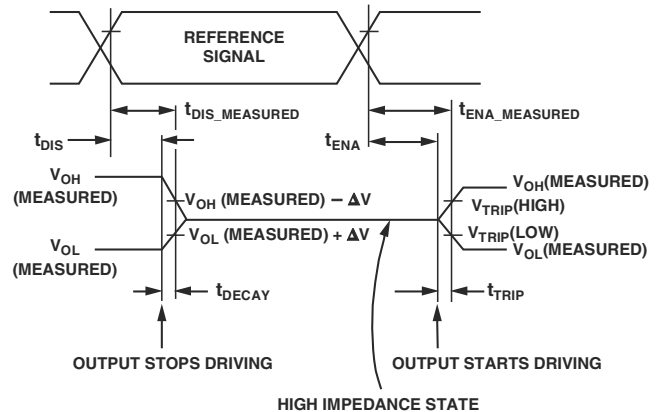 REFERENCE
SIGNAL
tDIS_MEASURED
tENA_MEASURED
tDIS
tENA
VOH
(MEASURED)
VOH (MEASURED) – ΔV
VOH(MEASURED)
VTRIP(HIGH)
VOL (MEASURED) + ΔV
VTRIP(LOW)
VOL
(MEASURED)
VOL(MEASURED)
tDECAY
tTRIP
OUTPUT STOPS DRIVING
OUTPUT STARTS DRIVING
HIGH IMPEDANCE STATE